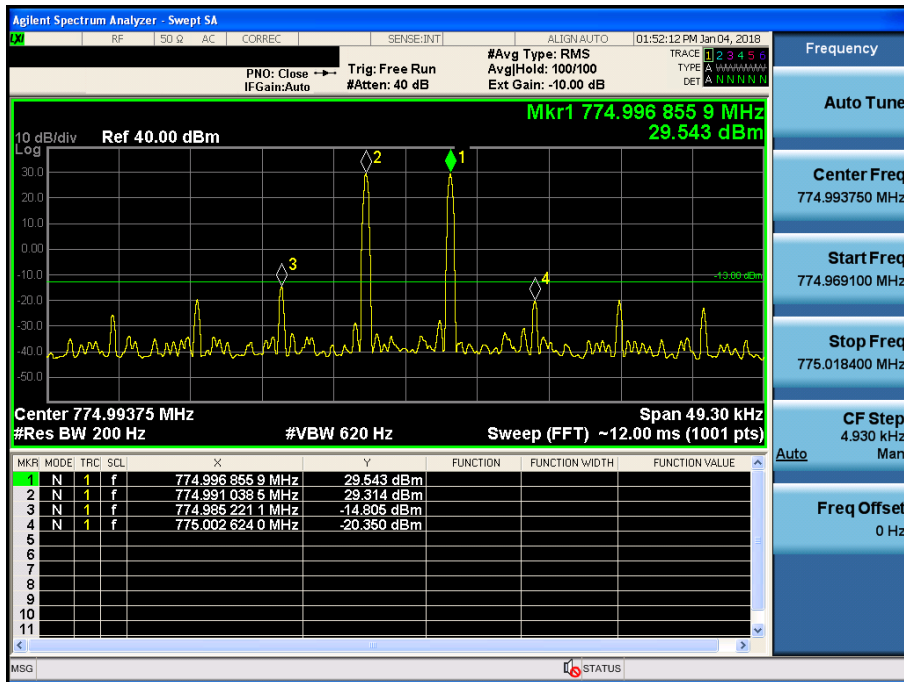 Agilent Spectrum Analyzer - Swept SA
LXI RF 50 Ω AC CORREC SENSE:INT ALIGN AUTO 01:52:12 PM Jan 04, 2018
PNO: Close Trig: Free Run #Avg Type: RMS TRACE 1 2 3 4 5 6
IFGain:Auto #Atten: 40 dB Avg|Hold: 100/100 TYPE A WWWWW
Ext Gain: -10.00 dB DET A N N N N N
Mkr1 774.996 855 9 MHz
29.543 dBm
10 dB/div Ref 40.00 dBm
Log
30.0
20.0
10.0
0.00
-10.0
-20.0
-30.0
-40.0
-50.0
2
1
3
4
-13.00 dBm
Center 774.99375 MHz Span 49.30 kHz
#Res BW 200 Hz #VBW 620 Hz Sweep (FFT) ~12.00 ms (1001 pts)
MKR MODE TRC SCL X Y FUNCTION FUNCTION WIDTH FUNCTION VALUE
1 N 1 f 774.996 855 9 MHz 29.543 dBm
2 N 1 f 774.991 038 5 MHz 29.314 dBm
3 N 1 f 774.985 221 1 MHz -14.805 dBm
4 N 1 f 775.002 624 0 MHz -20.350 dBm
5
6
7
8
9
10
11
MSG STATUS
Frequency
Auto Tune
Center Freq
774.993750 MHz
Start Freq
774.969100 MHz
Stop Freq
775.018400 MHz
CF Step
4.930 kHz
Auto Man
Freq Offset
0 Hz